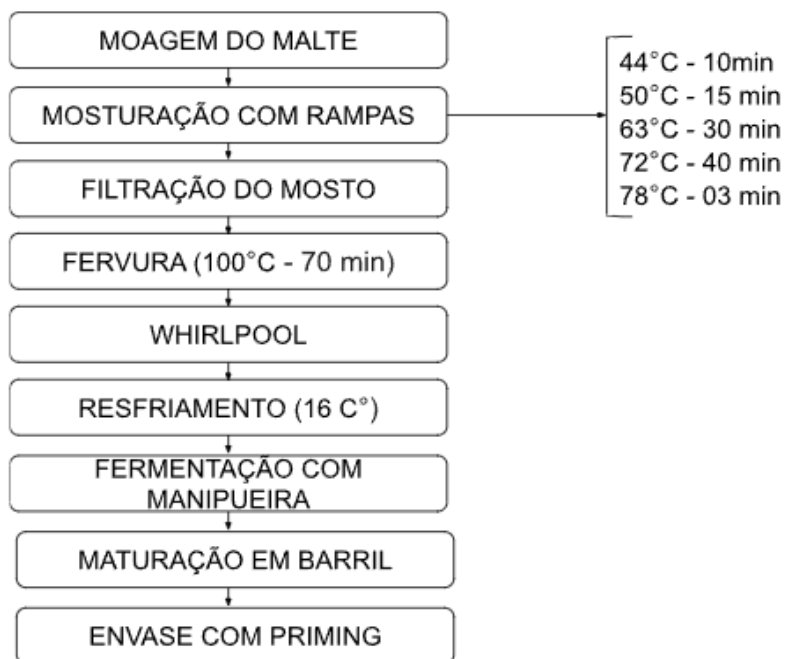 MOAGEM DO MALTE
MOSTURAÇÃO COM RAMPAS
44°C - 10min
50°C - 15 min
63°C - 30 min
72°C - 40 min
78°C - 03 min
FILTRAÇÃO DO MOSTO
FERVURA (100°C - 70 min)
WHIRLPOOL
RESFRIAMENTO (16 C°)
FERMENTAÇÃO COM
MANIPUEIRA
MATURAÇÃO EM BARRIL
ENVASE COM PRIMING